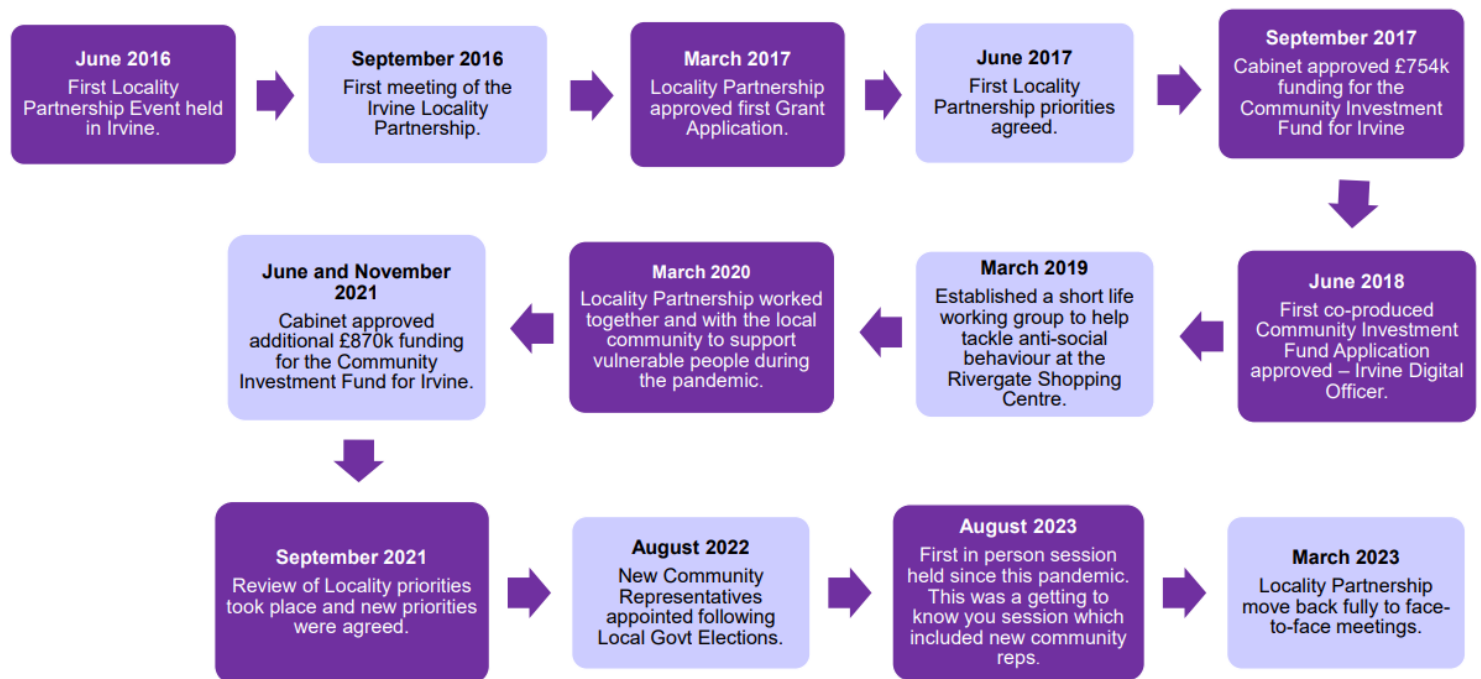 June 2016
First Locality
Partnership Event held
in Irvine.
September 2016
First meeting of the
Irvine Locality
Partnership.
March 2017
Locality Partnership
approved first Grant
Application.
June 2017
First Locality
Partnership priorities
agreed.
September 2017
Cabinet approved £754k
funding for the
Community Investment
Fund for Irvine
June 2018
First co-produced
Community Investment
Fund Application
approved – Irvine Digital
Officer.
March 2019
Established a short life
working group to help
tackle anti-social
behaviour at the
Rivergate Shopping
Centre.
March 2020
Locality Partnership worked
together and with the local
community to support
vulnerable people during
the pandemic.
June and November
2021
Cabinet approved
additional £870k funding
for the Community
Investment Fund for Irvine.
September 2021
Review of Locality priorities
took place and new priorities
were agreed.
August 2022
New Community
Representatives
appointed following
Local Govt Elections.
August 2023
First in person session
held since this pandemic.
This was a getting to
know you session which
included new community
reps.
March 2023
Locality Partnership
move back fully to face-
to-face meetings.